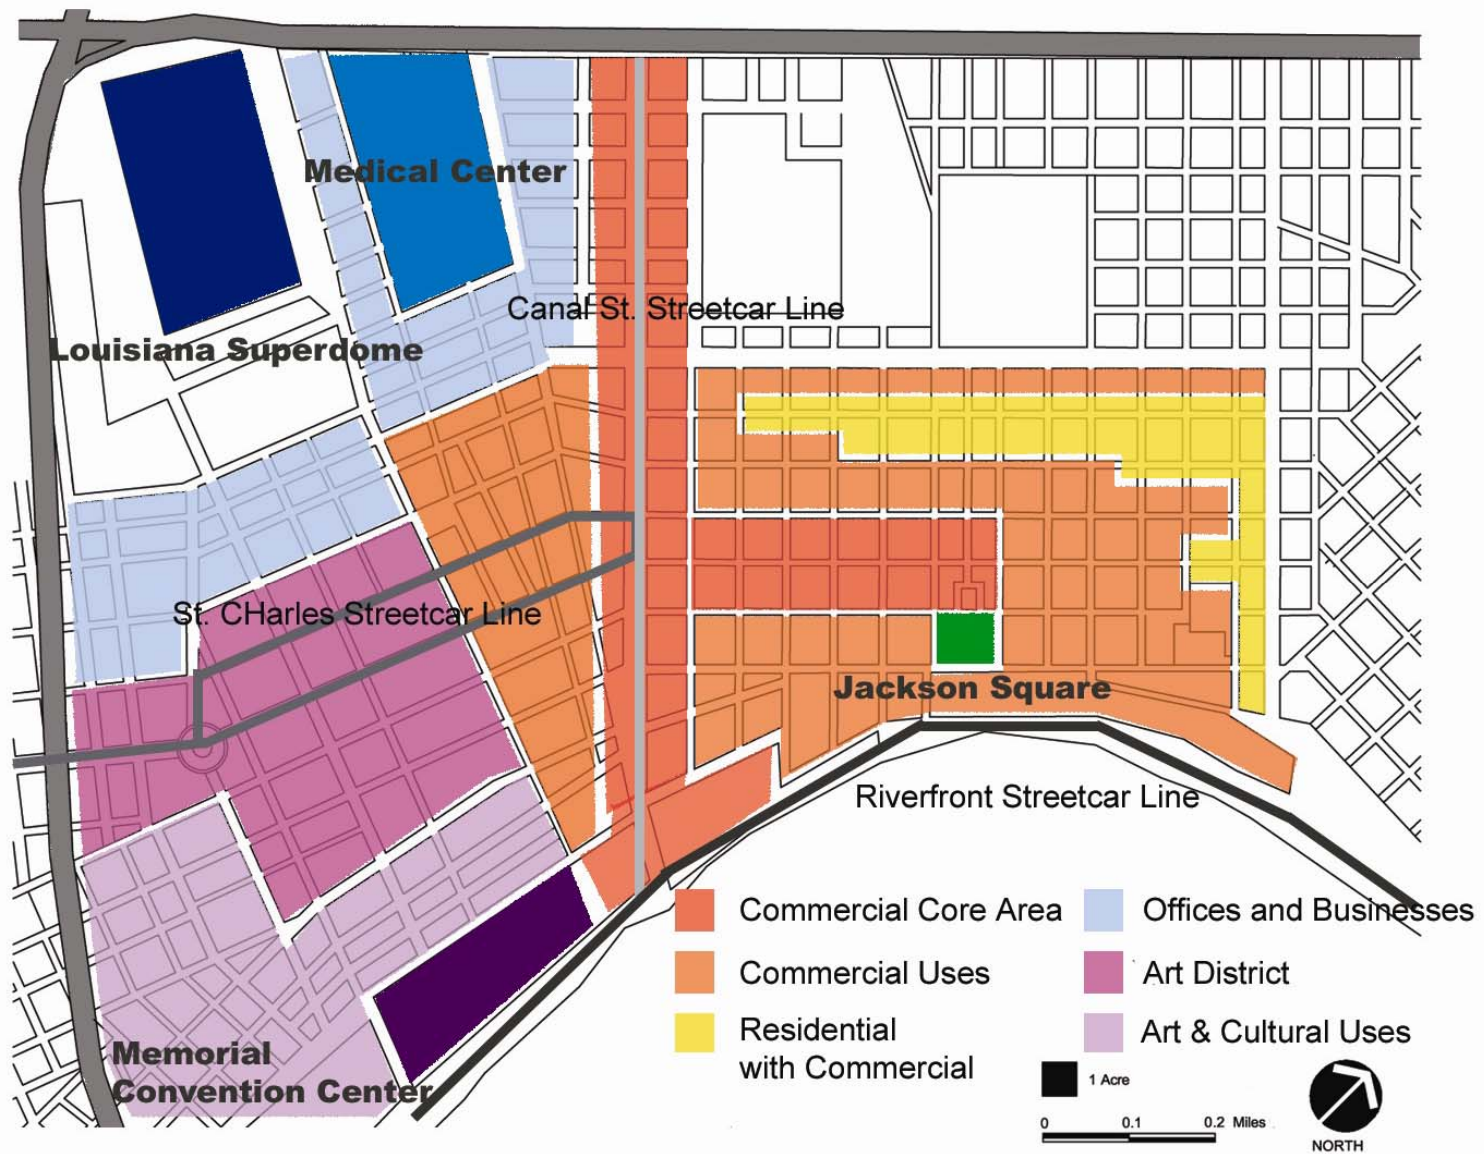 Medical Center
Canal St. Streetcar Line
Louisiana Superdome
St. CHarles Streetcar Line
Jackson Square
Riverfront Streetcar Line
Commercial Core Area
Offices and Businesses
Commercial Uses
Art District
Residential
with Commercial
Art & Cultural Uses
Memorial
Convention Center
1 Acre
0 0.1 0.2 Miles
NORTH